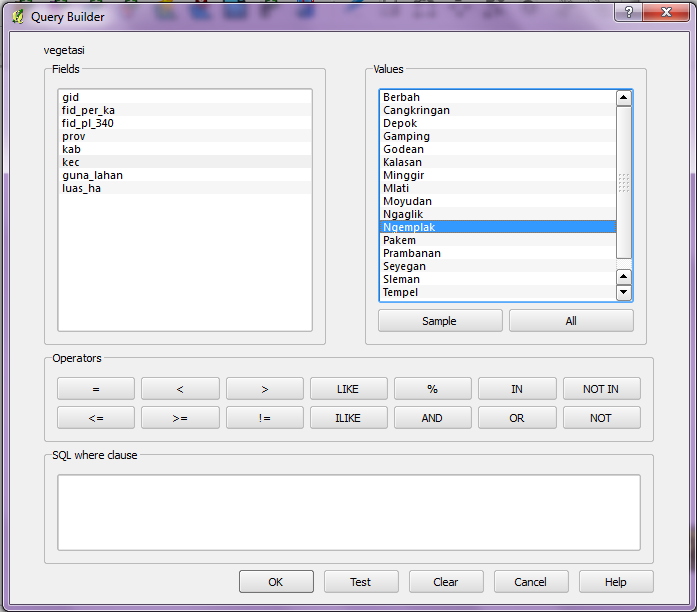 Query Builder
?
vegetasi
Fields
Values
gid
fid_per_ka
fid_pl_340
prov
kab
kec
guna_lahan
luas_ha
Berbah
Cangkringan
Depok
Gamping
Godean
Kalasan
Minggir
Mlati
Moyudan
Ngaglik
Ngemplak
Pakem
Prambanan
Seyegan
Sleman
Tempel
Sample All
Operators
= < > LIKE % IN NOT IN
<= >= != ILIKE AND OR NOT
SQL where clause
OK Test Clear Cancel Help